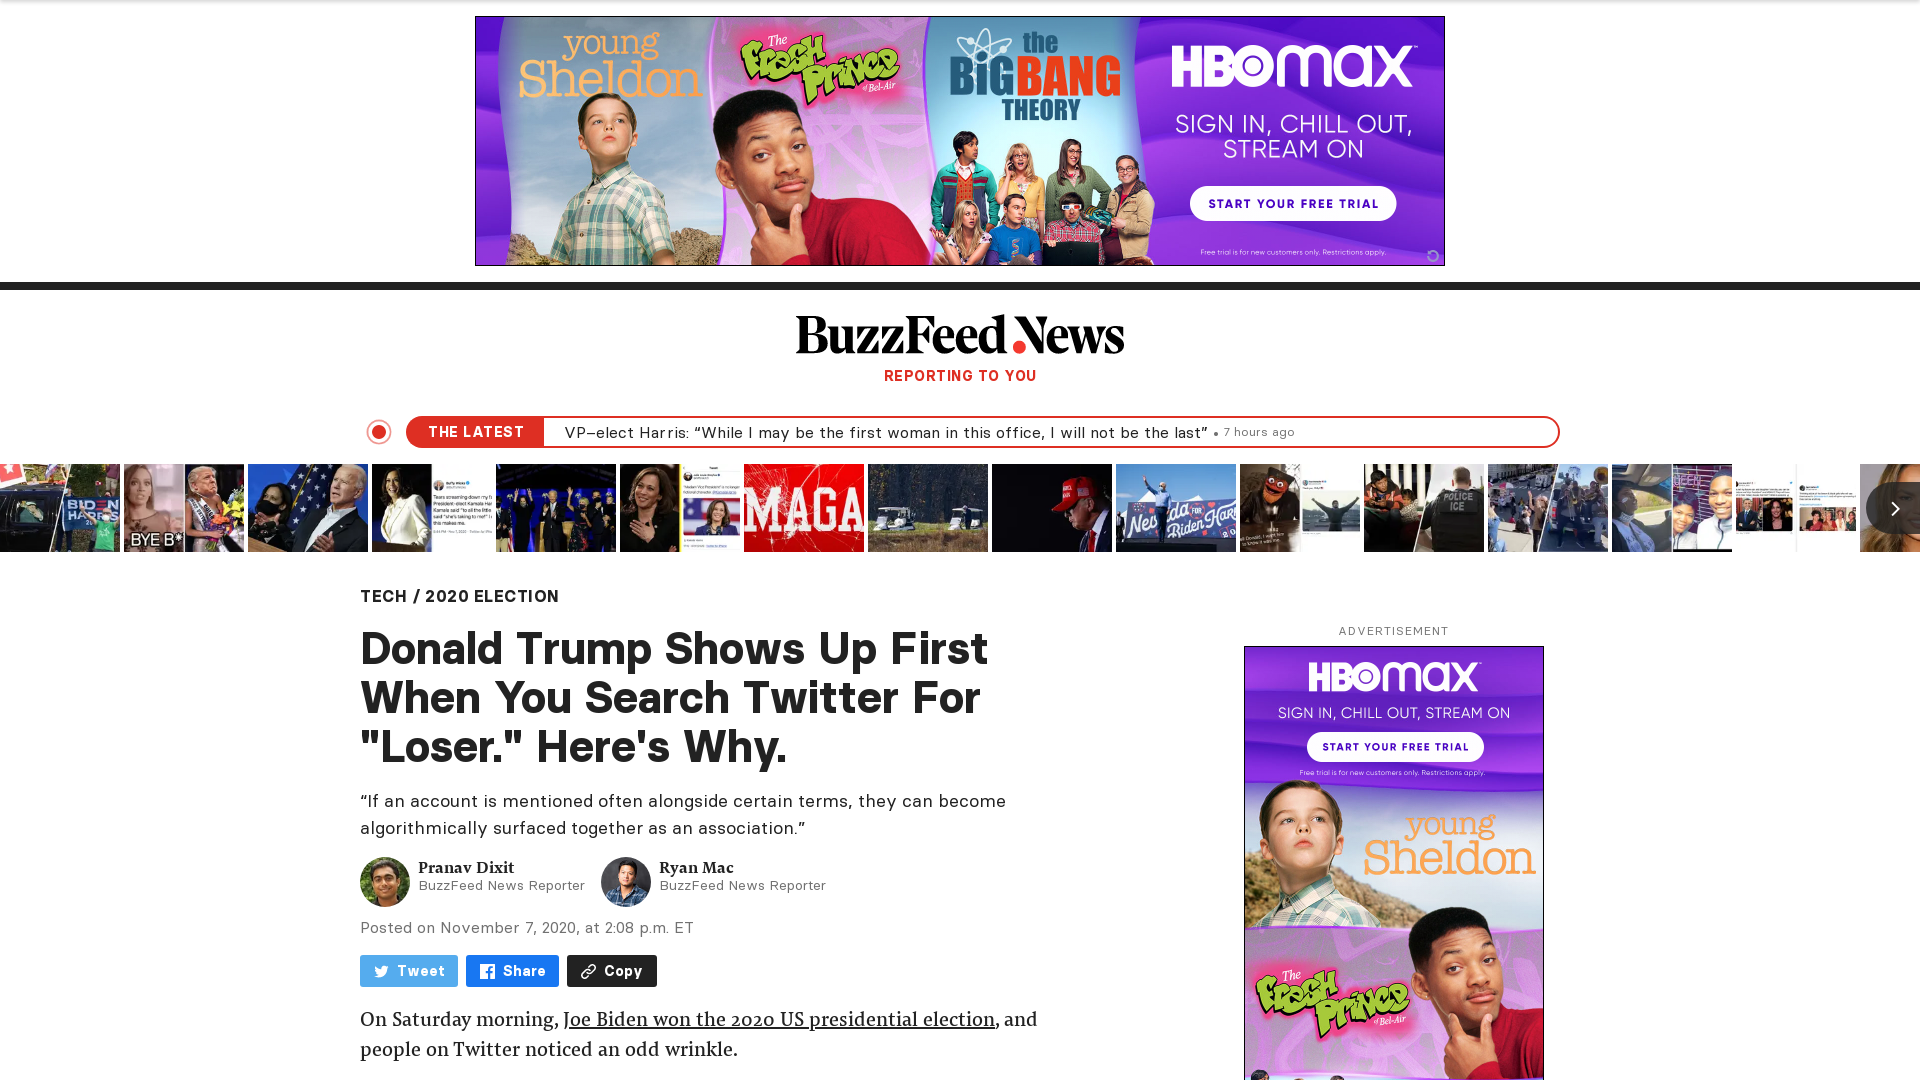 young
Sheldon
The
Fresh
Prince
of Bel-Air
the
BIGBANG
THEORY
HBOmax
SIGN IN, CHILL OUT,
STREAM ON
START YOUR FREE TRIAL
Free trial is for new customers only. Restrictions apply.
BuzzFeed News
REPORTING TO YOU
THE LATEST
VP–elect Harris: “While I may be the first woman in this office, I will not be the last” • 7 hours ago
BIDEN
HARRIS
BYE B*
MAGA
Nevada
FOR
Biden Harris
POLICE
ICE
TECH / 2020 ELECTION
Donald Trump Shows Up First
When You Search Twitter For
"Loser." Here's Why.
“If an account is mentioned often alongside certain terms, they can become
algorithmically surfaced together as an association.”
Pranav Dixit
BuzzFeed News Reporter
Ryan Mac
BuzzFeed News Reporter
Posted on November 7, 2020, at 2:08 p.m. ET
Tweet
Share
Copy
On Saturday morning, Joe Biden won the 2020 US presidential election, and
people on Twitter noticed an odd wrinkle.
ADVERTISEMENT
HBOmax
SIGN IN, CHILL OUT, STREAM ON
START YOUR FREE TRIAL
Free trial is for new customers only. Restrictions apply.
young
Sheldon
The
Fresh
Prince
of Bel-Air